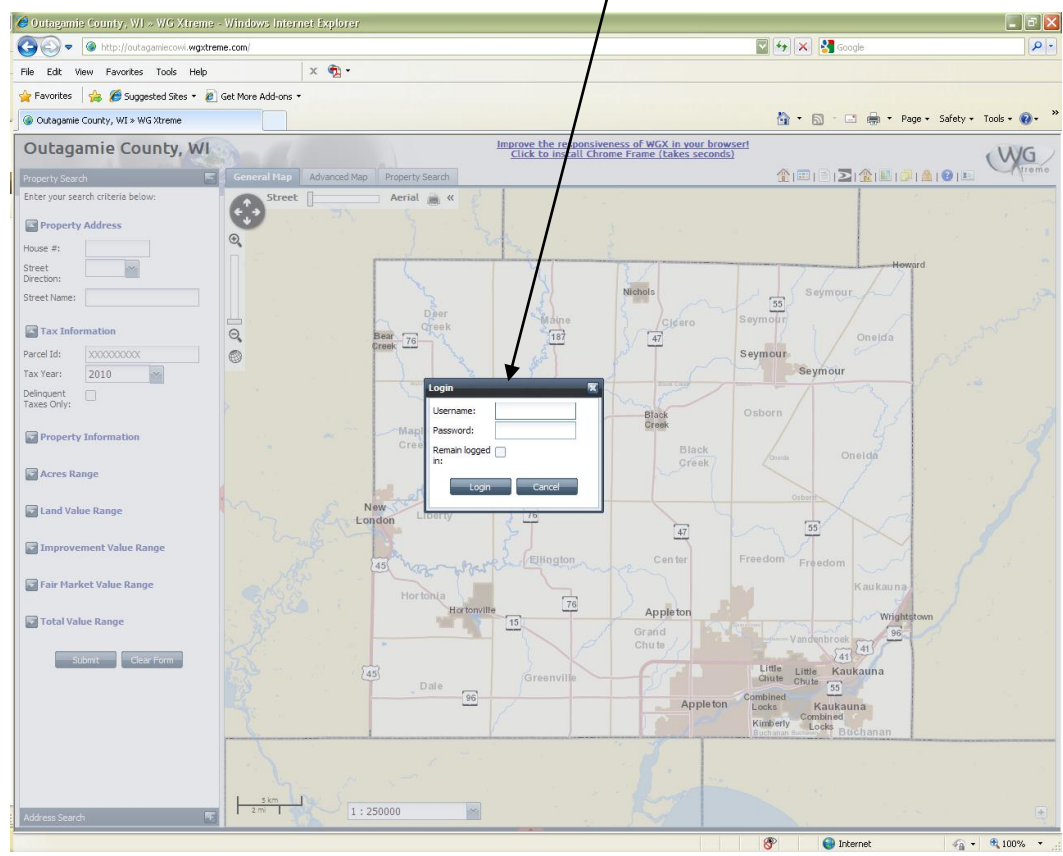 Outagamie County, WI » WG Xtreme - Windows Internet Explorer
http://outagamiecowi.wgxtreme.com/
Google
File Edit View Favorites Tools Help
X
Favorites Suggested Sites Get More Add-ons
Outagamie County, WI » WG Xtreme
Page Safety Tools »
Outagamie County, WI
Improve the responsiveness of WGX in your browser!
Click to install Chrome Frame (takes seconds)
WG
Xtreme
Property Search
General Map Advanced Map Property Search
Enter your search criteria below:
Street Aerial «
Property Address
House #:
Street
Direction:
Street Name:
Tax Information
Parcel Id: XXXXXXXXX
Tax Year: 2010
Delinquent
Taxes Only:
Property Information
Acres Range
Land Value Range
Improvement Value Range
Fair Market Value Range
Total Value Range
Submit Clear Form
Address Search
Howard
Nichols
Seymour
55
Deer
Creek
Maine
187
Cicero
47
Seymour
Oneida
Bear
Creek
76
Seymour
Seymour
Login
Username:
Password:
Remain logged
in:
Login Cancel
Black
Creek
Osborn
Black
Creek
Oneida
Oneida
Osborn
New
London
Liberty
76
47
55
45
Ellington
Center
Freedom
Freedom
Hortonia
Kaukauna
Hortonville
76
15
Appleton
Wrightstown
Grand
Chute
Vandenbroek
96
41
41
45
Greenville
Little
Chute
Little
Chute
Kaukauna
Dale
96
55
Appleton
Combined
Locks
Kaukauna
Combined
Locks
Kimberly
Buchanan
Buchanan
5 km
2 mi
1 : 250000
Internet
100%